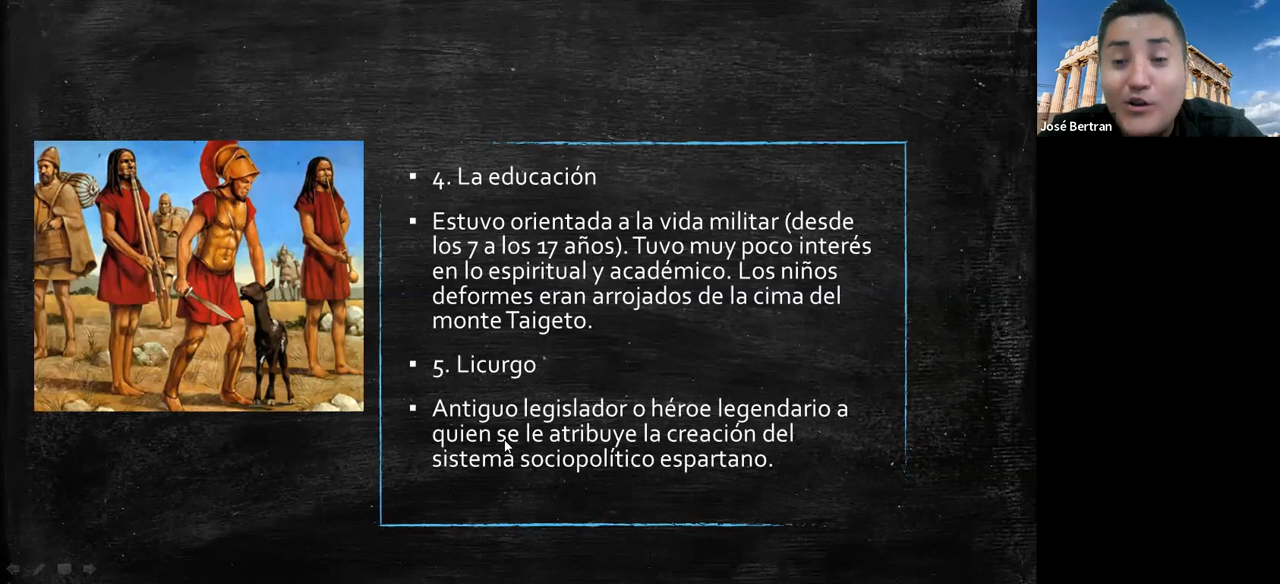 4. La educación
Estuvo orientada a la vida militar (desde
los 7 a los 17 años). Tuvo muy poco interés
en lo espiritual y académico. Los niños
deformes eran arrojados de la cima del
monte Taigeto.
5. Licurgo
Antiguo legislador o héroe legendario a
quien se le atribuye la creación del
sistema sociopolítico espartano.
José Bertran